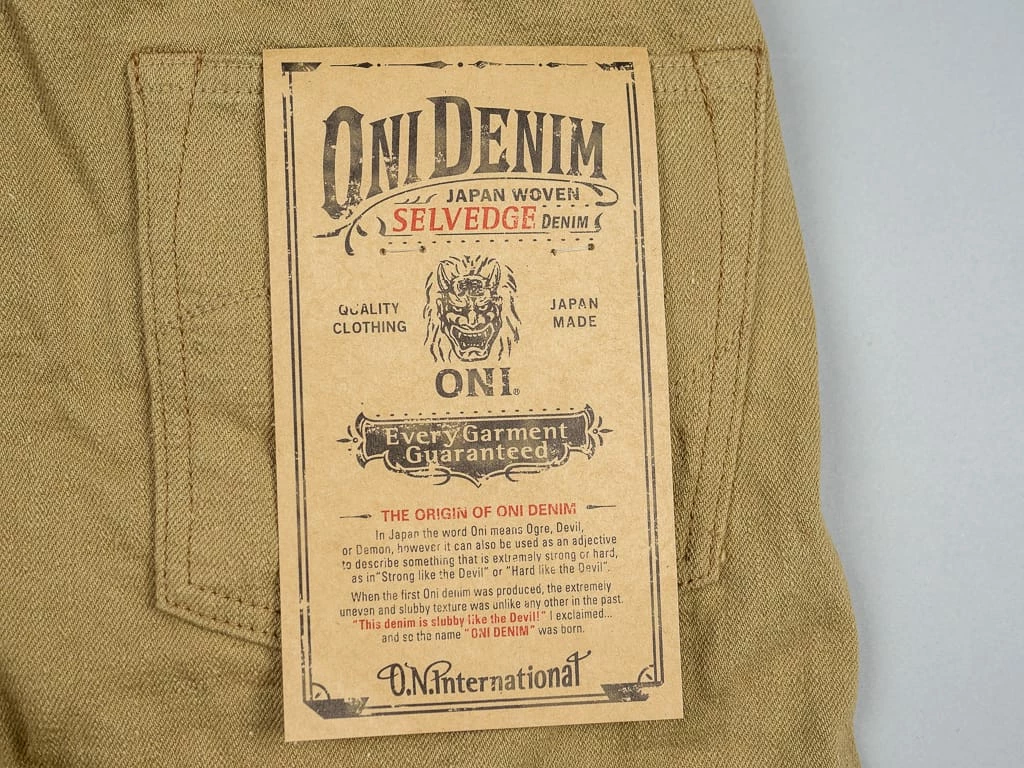 ONI DENIM
JAPAN WOVEN
SELVEDGE DENIM
QUALITY
CLOTHING
JAPAN
MADE
ONI®
Every Garment
Guaranteed
THE ORIGIN OF ONI DENIM
In Japan the word Oni means Ogre, Devil,
or Demon, however it can also be used as an adjective
to describe something that is extremely strong or hard,
as in "Strong like the Devil" or "Hard like the Devil".
When the first Oni denim was produced, the extremely
uneven and slubby texture was unlike any other in the past.
"This denim is slubby like the Devil!" I exclaimed...
and so the name "ONI DENIM" was born.
O.N.International